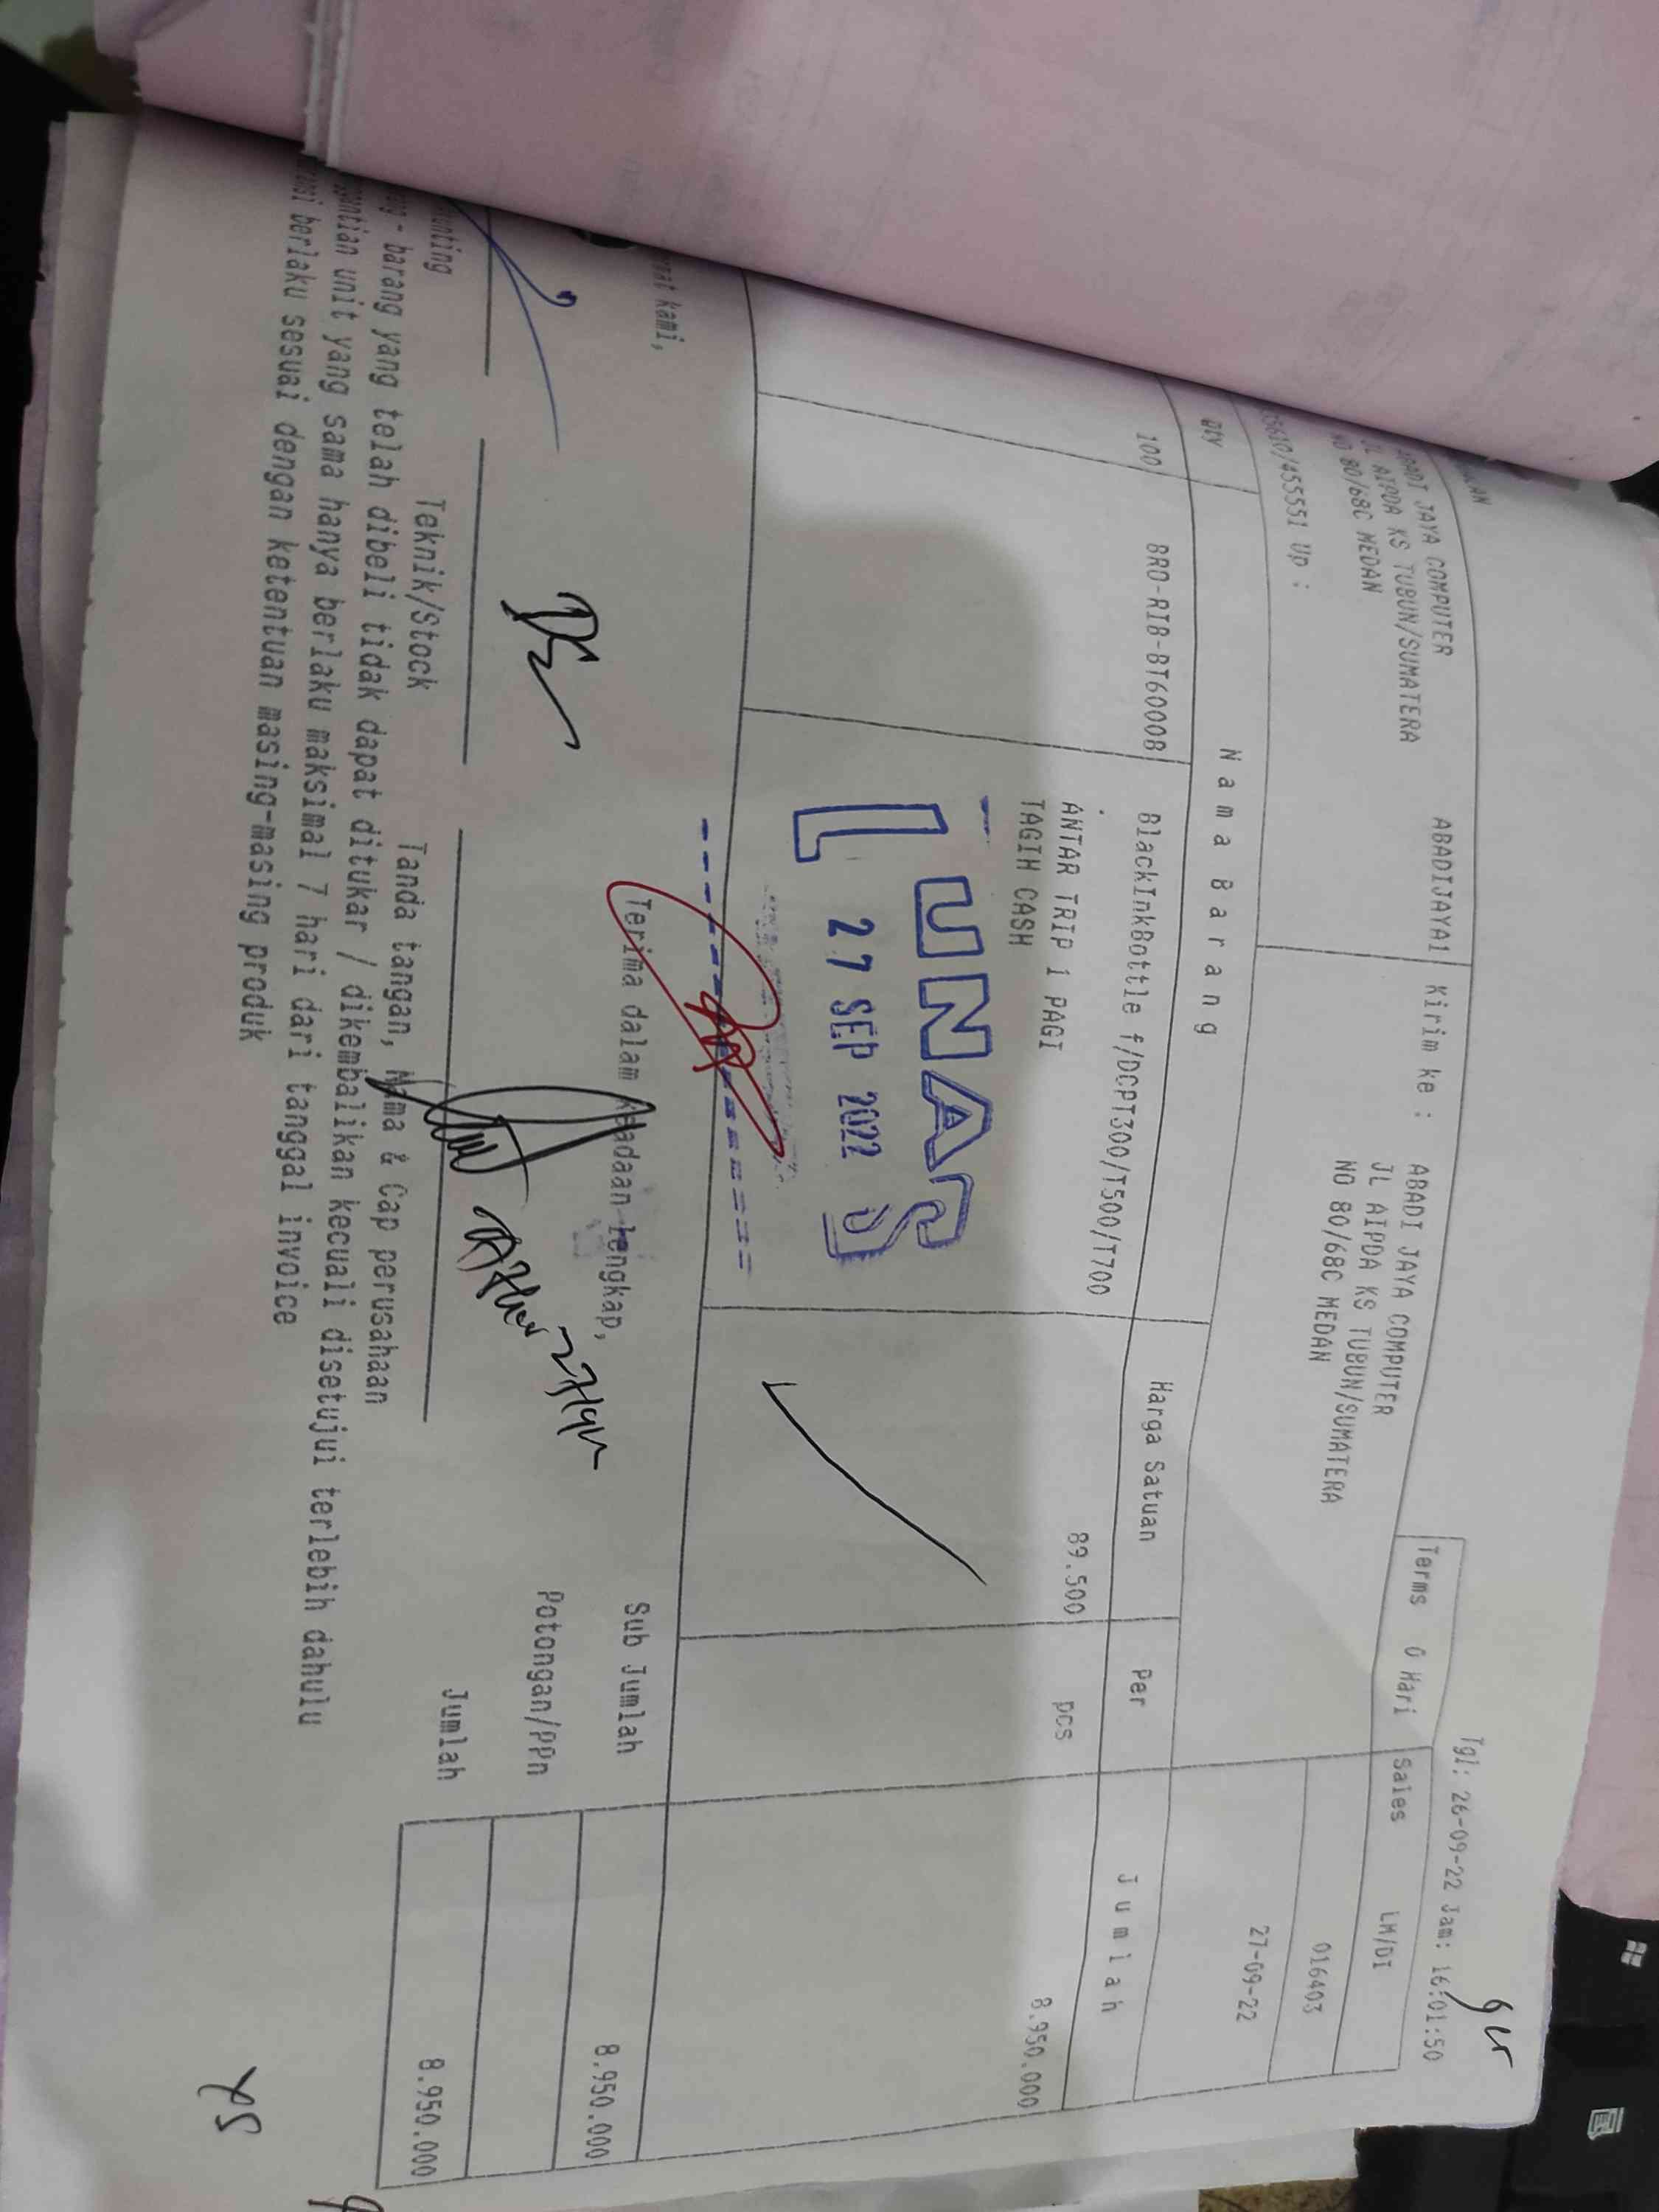 Tgl: 26-09-22 Jam: 16:01:50
JAYA COMPUTER ABADIJAYA1
JL AIPDA KS TUBUN/SUMATERA
NO 80/68C MEDAN
/455551 Up :
Kirim ke : ABADI JAYA COMPUTER
JL AIPDA KS TUBUN/SUMATERA
NO 80/68C MEDAN
Terms 0 Hari Sales LM/DI
016403
27-09-22
Qty Nama Barang Harga Satuan Per Jumlah
100 BRO-RIB-BT6000B BlackInkBottle f/DCPT300/T500/T700 89.500 pcs 8.950.000
ANTAR TRIP 1 PAGI
TAGIH CASH
LUNAS
27 SEP 2022
kami,
Terima dalam keadaan lengkap,
Sub Jumlah 8.950.000
Potongan/PPn
Jumlah 8.950.000
Teknik/Stock Tanda tangan, Nama & Cap perusahaan
- barang yang telah dibeli tidak dapat ditukar / dikembalikan kecuali disetujui terlebih dahulu
unit yang sama hanya berlaku maksimal 7 hari dari tanggal invoice
berlaku sesuai dengan ketentuan masing-masing produk